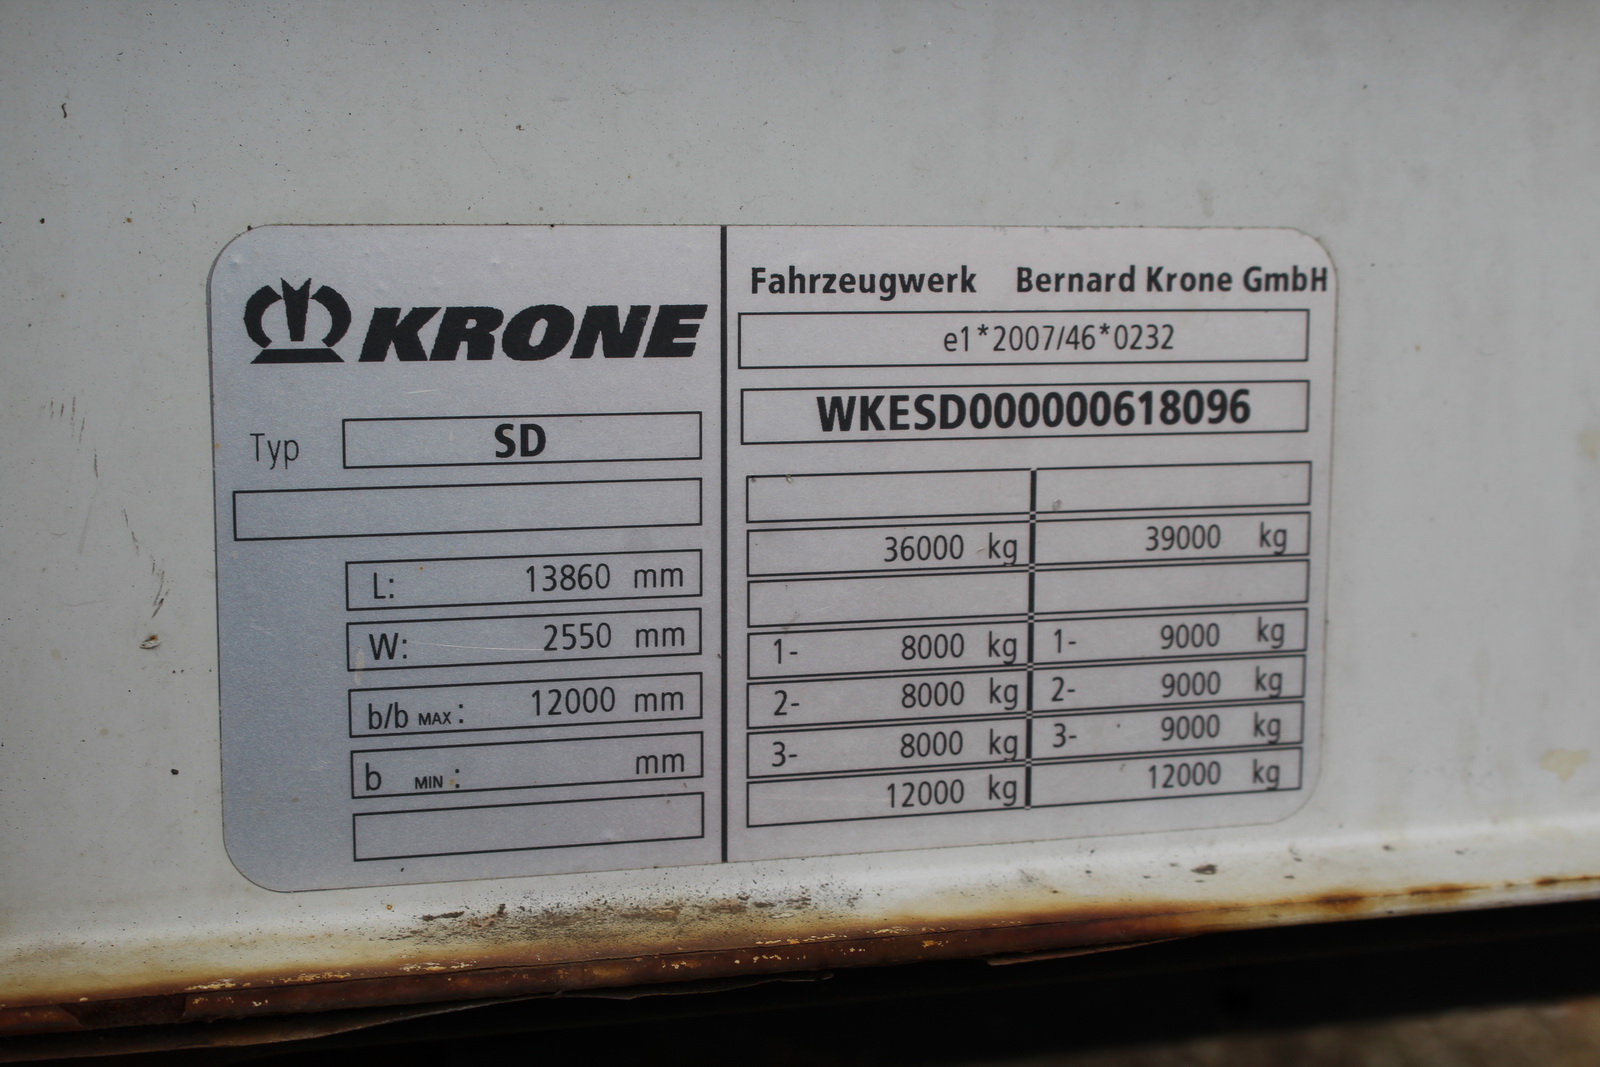 KRONE
Typ SD
L: 13860 mm
W: 2550 mm
b/b MAX: 12000 mm
b MIN: mm
Fahrzeugwerk Bernard Krone GmbH
e1*2007/46*0232
WKESD000000618096
36000 kg 39000 kg
1- 8000 kg 1- 9000 kg
2- 8000 kg 2- 9000 kg
3- 8000 kg 3- 9000 kg
12000 kg 12000 kg